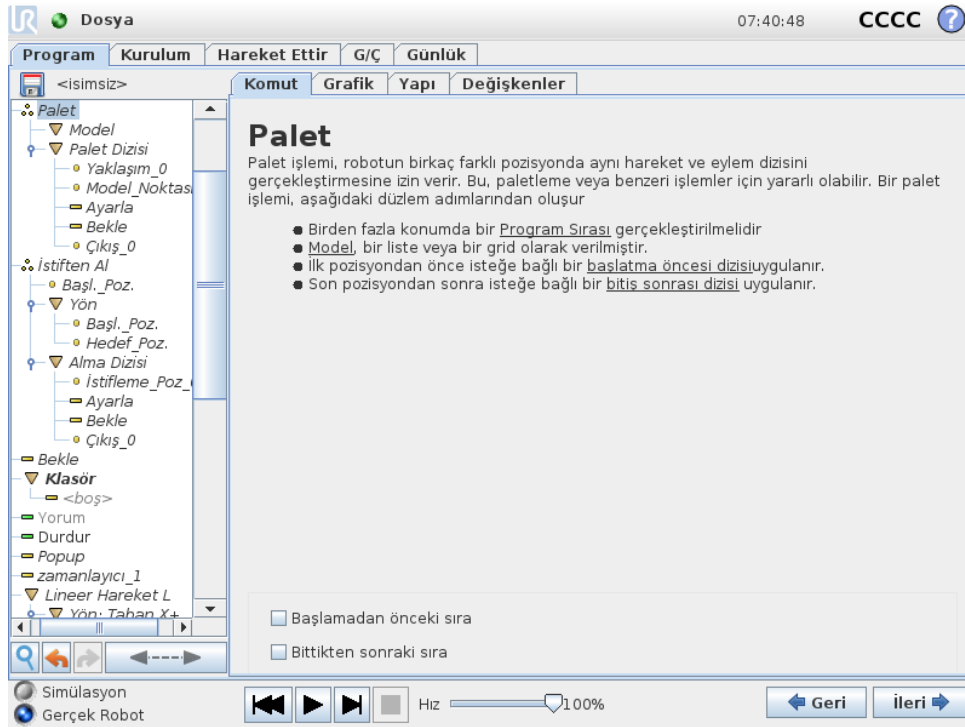 Dosya
07:40:48
CCCC
?
Program
Kurulum
Hareket Ettir
G/Ç
Günlük
<isimsiz>
Komut
Grafik
Yapı
Değişkenler
Palet
Model
Palet Dizisi
Yaklaşım_0
Model_Noktas
Ayarla
Bekle
Çıkış_0
İstiften Al
Başl._Poz.
Yön
Başl._Poz.
Hedef_Poz.
Alma Dizisi
İstifleme_Poz_
Ayarla
Bekle
Çıkış_0
Bekle
Klasör
<boş>
Yorum
Durdur
Popup
zamanlayıcı_1
Lineer Hareket L
Yön: Taban X+
Palet
Palet işlemi, robotun birkaç farklı pozisyonda aynı hareket ve eylem dizisini
gerçekleştirmesine izin verir. Bu, paletleme veya benzeri işlemler için yararlı olabilir. Bir palet
işlemi, aşağıdaki düzlem adımlarından oluşur
● Birden fazla konumda bir Program Sırası gerçekleştirilmelidir
● Model, bir liste veya bir grid olarak verilmiştir.
● İlk pozisyondan önce isteğe bağlı bir başlatma öncesi dizisiuygulanır.
● Son pozisyondan sonra isteğe bağlı bir bitiş sonrası dizisi uygulanır.
Başlamadan önceki sıra
Bittikten sonraki sıra
Simülasyon
Gerçek Robot
Hız
100%
Geri
İleri